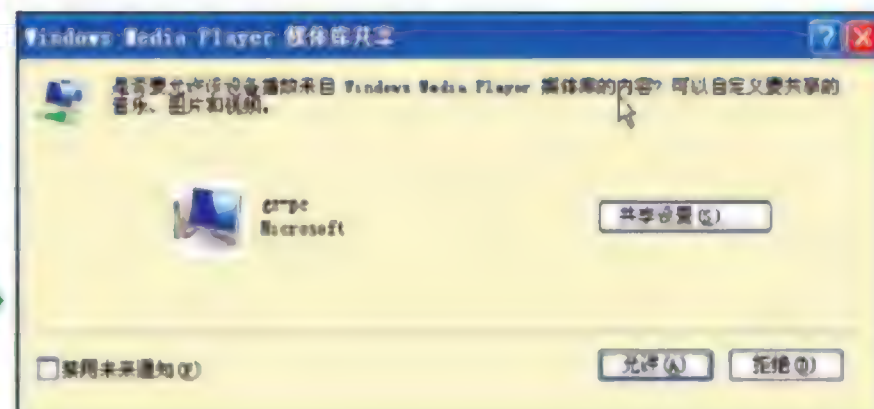 Windows Media Player 媒体库共享
是否要允许该设备播放来自 Windows Media Player 媒体库的内容? 可以自定义要共享的
音乐、图片和视频。
Microsoft
共享设置(S)
禁用未来通知(F)
允许(A)
拒绝(D)